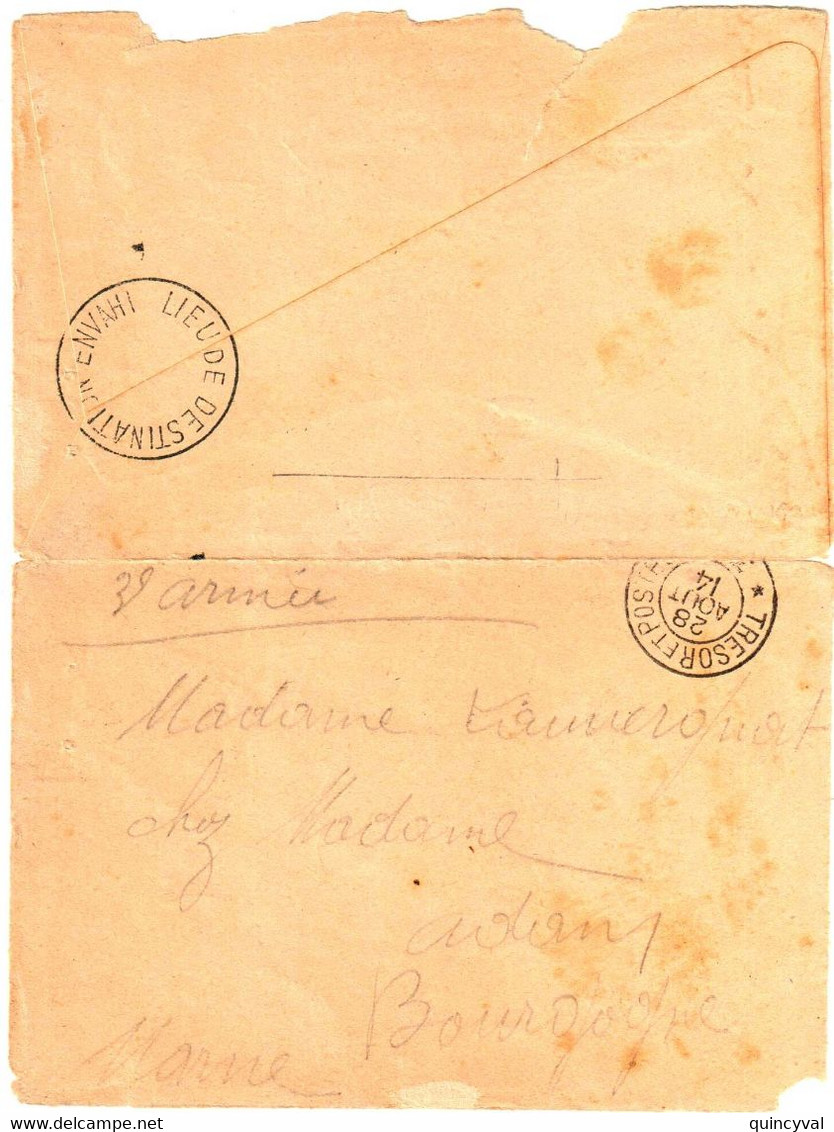 LIEU DE DESTINATION ENVAHI
3e armée
* TRESOR ET POSTES *
28
AOUT
14
Madame
chez Madame
adam
Bourgogne
Marne
delcampe.net
quincyval